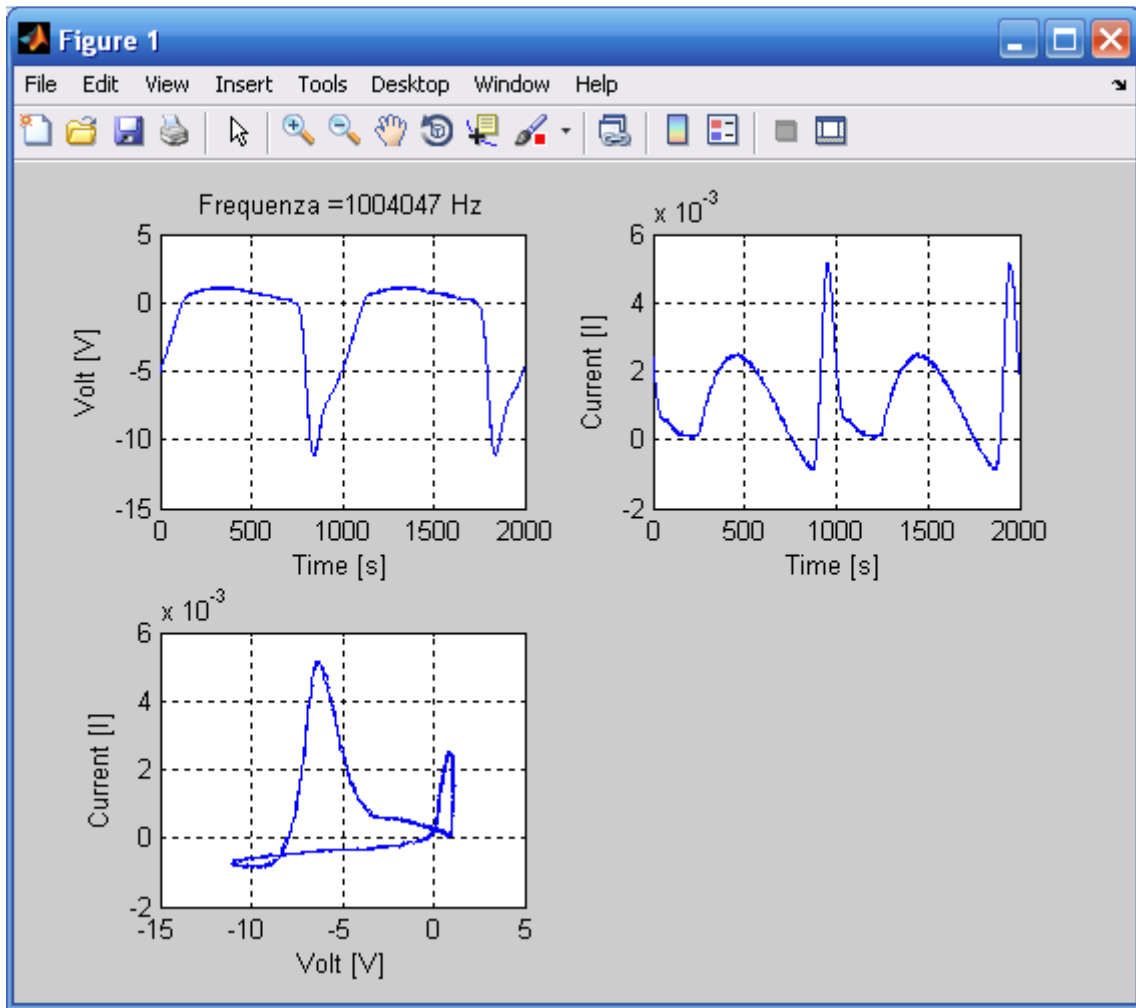 Figure 1
File Edit View Insert Tools Desktop Window Help
Frequenza =1004047 Hz
5
0
-5
-10
-15
Volt [V]
0 500 1000 1500 2000
Time [s]
x 10^-3
6
4
2
0
-2
Current [I]
0 500 1000 1500 2000
Time [s]
x 10^-3
6
4
2
0
-2
Current [I]
-15 -10 -5 0 5
Volt [V]